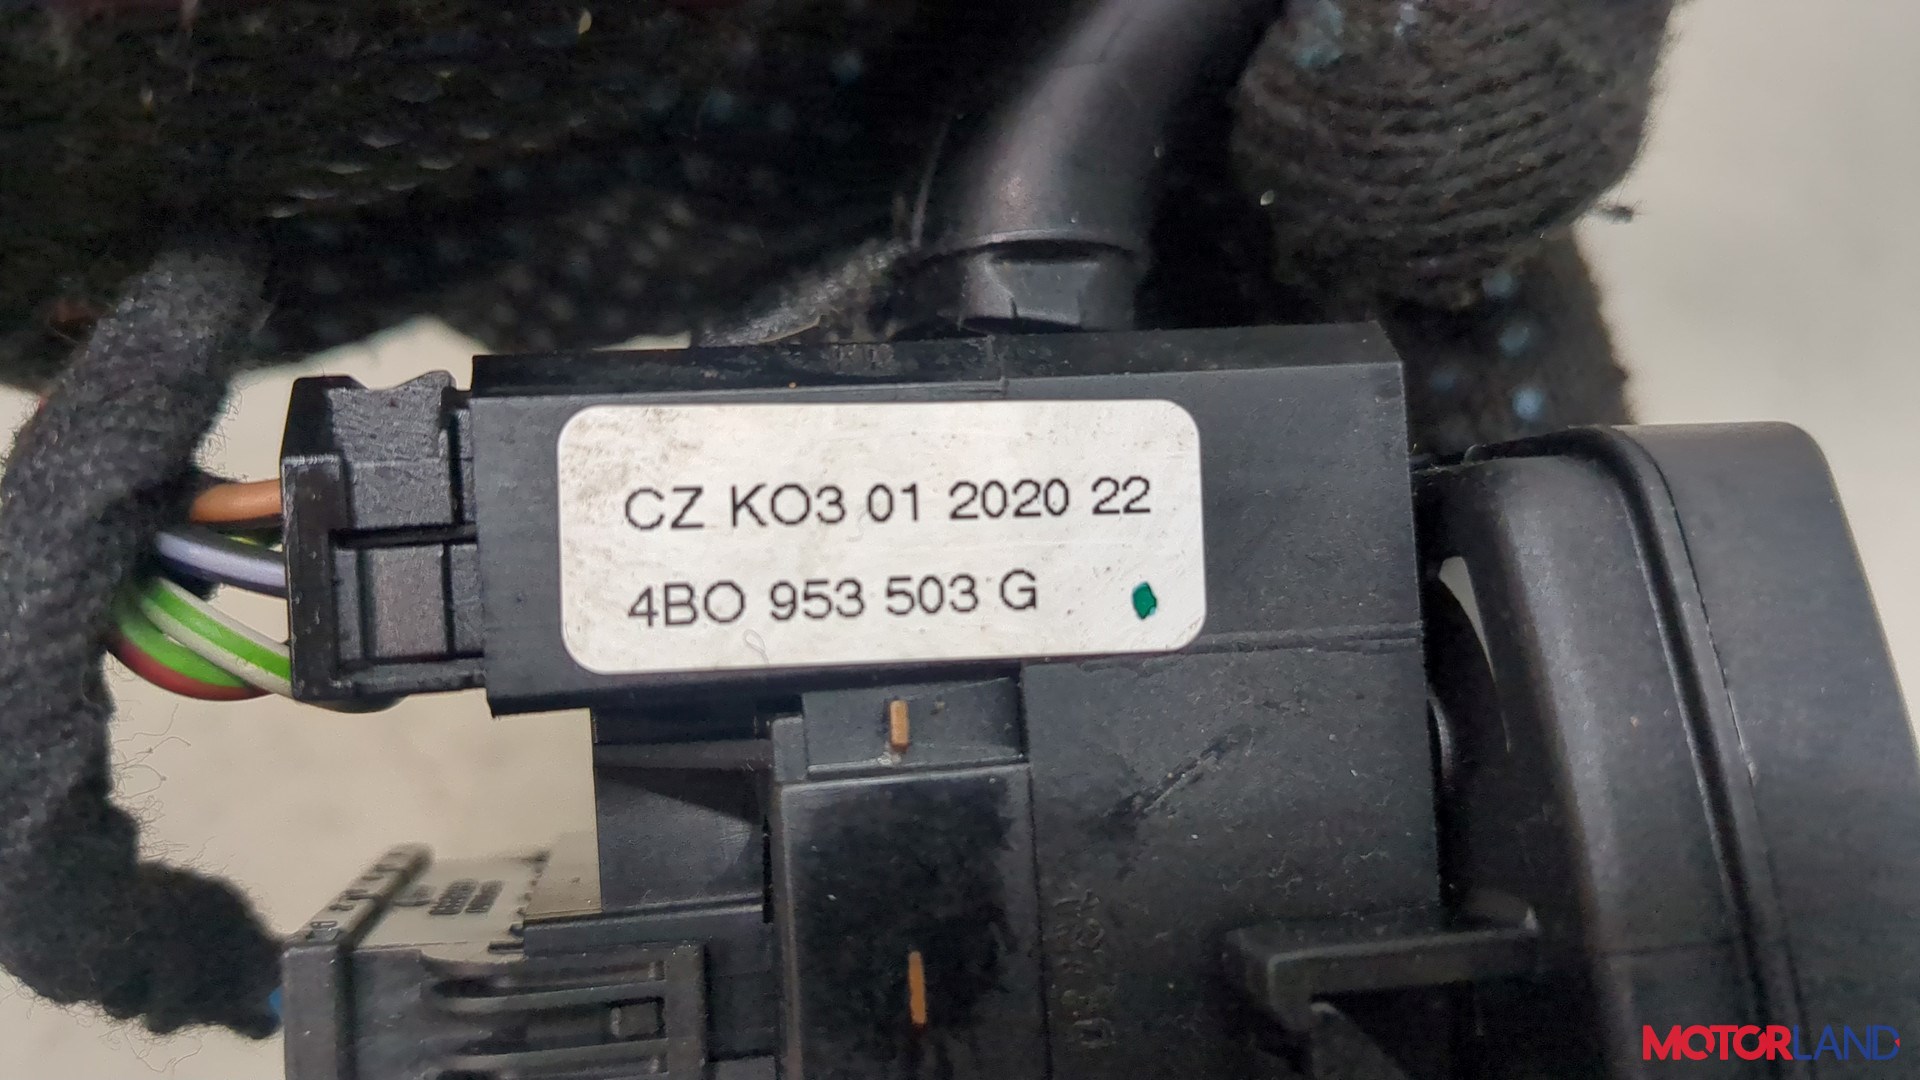 CZ KO3 01 2020 22
4BO 953 503 G
MOTORLAND